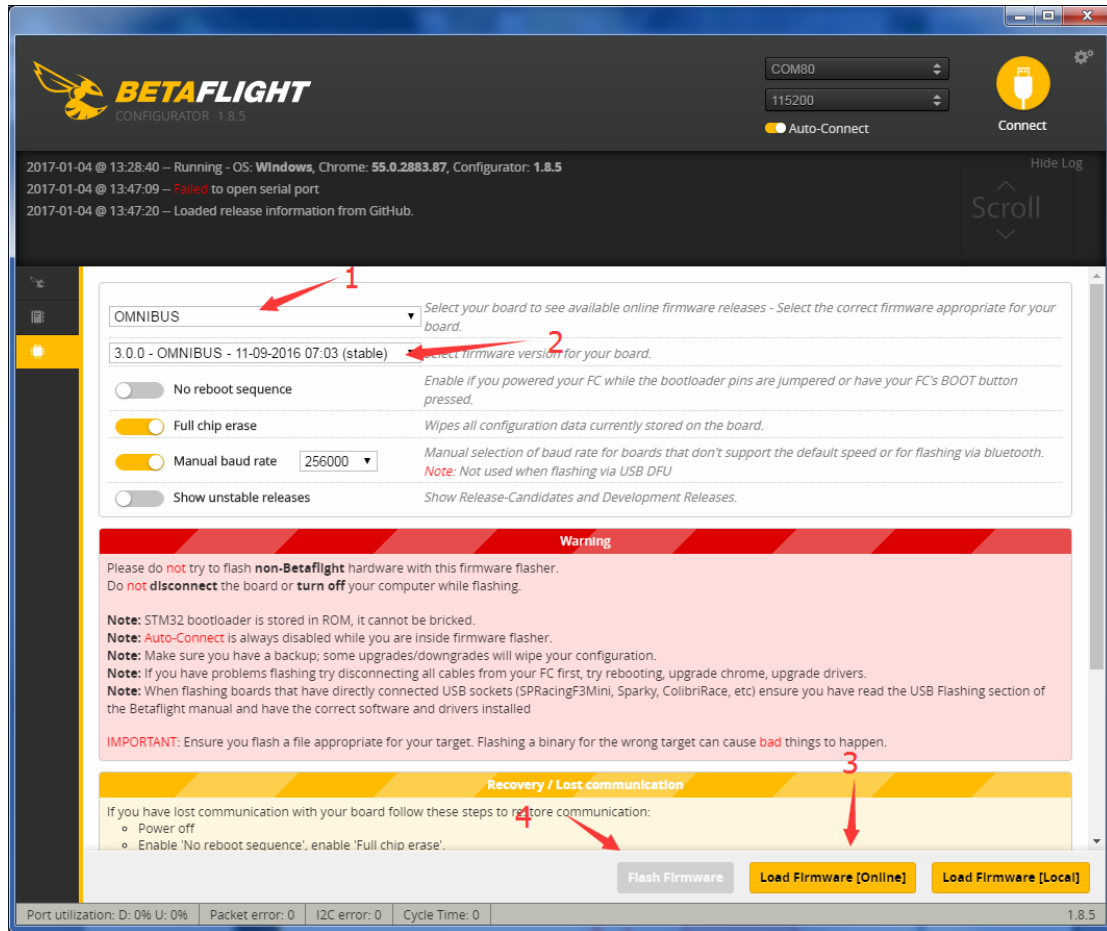 BETAFLIGHT
CONFIGURATOR 1.8.5
COM80
115200
Auto-Connect
Connect
2017-01-04 @ 13:28:40 -- Running - OS: Windows, Chrome: 55.0.2883.87, Configurator: 1.8.5
Hide Log
2017-01-04 @ 13:47:09 -- Failed to open serial port
2017-01-04 @ 13:47:20 -- Loaded release information from GitHub.
Scroll
1
OMNIBUS
Select your board to see available online firmware releases - Select the correct firmware appropriate for your
board.
2
3.0.0 - OMNIBUS - 11-09-2016 07:03 (stable)
Select firmware version for your board.
No reboot sequence
Enable if you powered your FC while the bootloader pins are jumpered or have your FC's BOOT button
pressed.
Full chip erase
Wipes all configuration data currently stored on the board.
Manual baud rate
256000
Manual selection of baud rate for boards that don't support the default speed or for flashing via bluetooth.
Note: Not used when flashing via USB DFU
Show unstable releases
Show Release-Candidates and Development Releases.
Warning
Please do not try to flash non-Betaflight hardware with this firmware flasher.
Do not disconnect the board or turn off your computer while flashing.
Note: STM32 bootloader is stored in ROM, it cannot be bricked.
Note: Auto-Connect is always disabled while you are inside firmware flasher.
Note: Make sure you have a backup; some upgrades/downgrades will wipe your configuration.
Note: If you have problems flashing try disconnecting all cables from your FC first, try rebooting, upgrade chrome, upgrade drivers.
Note: When flashing boards that have directly connected USB sockets (SPRacingF3Mini, Sparky, ColibriRace, etc) ensure you have read the USB Flashing section of
the Betaflight manual and have the correct software and drivers installed
IMPORTANT: Ensure you flash a file appropriate for your target. Flashing a binary for the wrong target can cause bad things to happen.
3
Recovery / Lost communication
If you have lost communication with your board follow these steps to restore communication:
4
Power off
Enable 'No reboot sequence', enable 'Full chip erase'.
Flash Firmware
Load Firmware [Online]
Load Firmware [Local]
Port utilization: D: 0% U: 0%
Packet error: 0
I2C error: 0
Cycle Time: 0
1.8.5